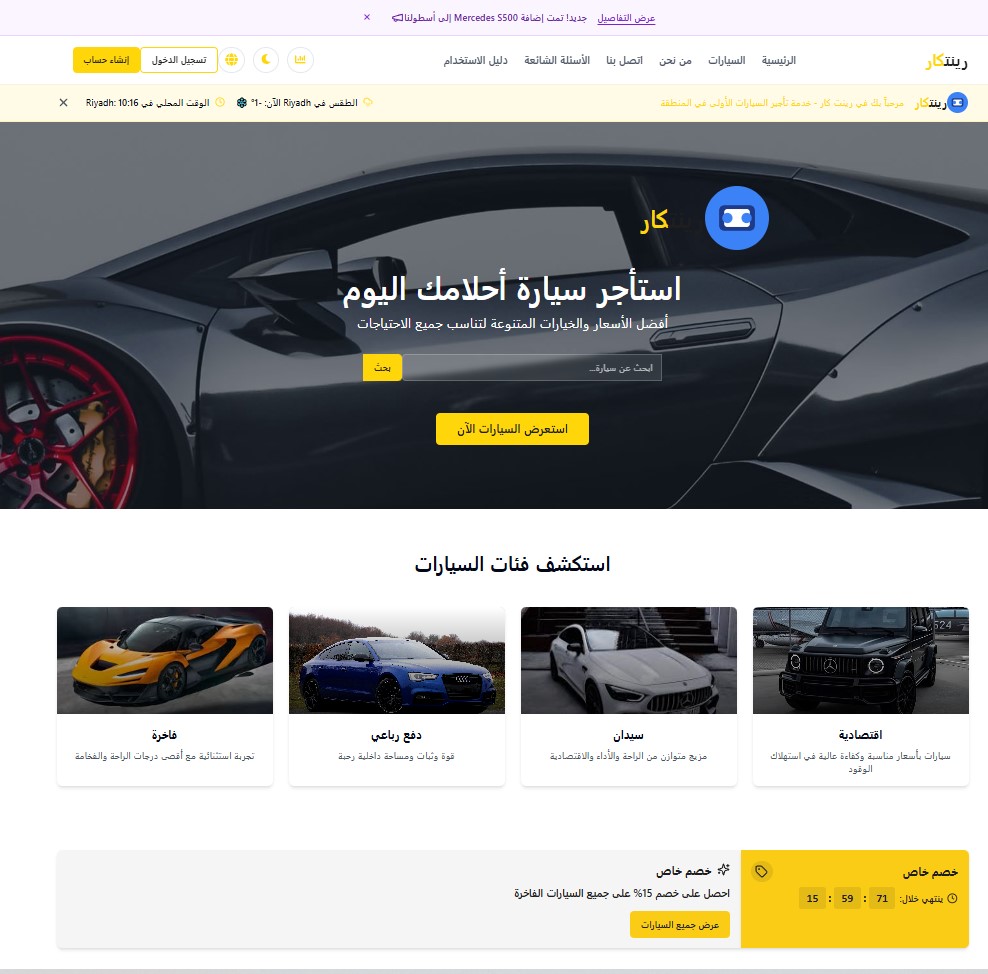 جديد! تمت إضافة Mercedes S500 إلى أسطولنا عرض التفاصيل ×
رينتكار
الرئيسية السيارات من نحن اتصل بنا الأسئلة الشائعة دليل الاستخدام
تسجيل الدخول إنشاء حساب
رينتكار مرحباً بك في رينت كار - خدمة تأجير السيارات الأولى في المنطقة
الطقس في Riyadh الآن: -1° الوقت المحلي في Riyadh: 10:16 ×
رينتكار
استأجر سيارة أحلامك اليوم
أفضل الأسعار والخيارات المتنوعة لتناسب جميع الاحتياجات
ابحث عن سيارة... بحث
استعرض السيارات الآن
استكشف فئات السيارات
524
اقتصادية
سيارات بأسعار مناسبة وكفاءة عالية في استهلاك
الوقود
سيدان
مزيج متوازن من الراحة والأداء والاقتصادية
دفع رباعي
قوة وثبات ومساحة داخلية رحبة
فاخرة
تجربة استثنائية مع أقصى درجات الراحة والفخامة
خصم خاص
ينتهي خلال: 71 : 59 : 15
خصم خاص
احصل على خصم 15% على جميع السيارات الفاخرة
عرض جميع السيارات